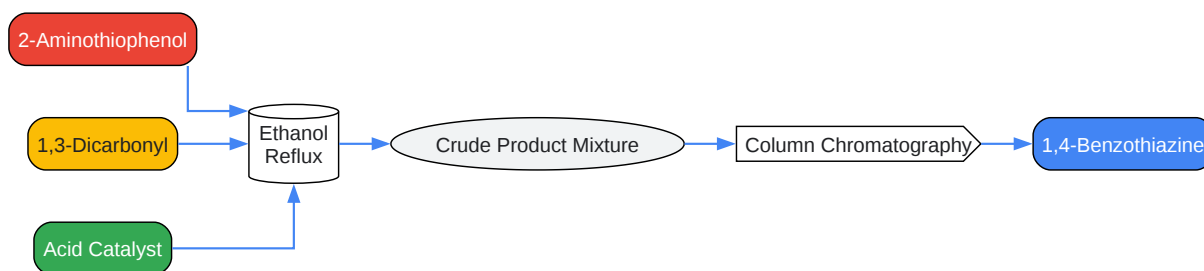 2-Aminothiophenol
1,3-Dicarbonyl
Acid Catalyst
Ethanol
Reflux
Crude Product Mixture
Column Chromatography
1,4-Benzothiazine